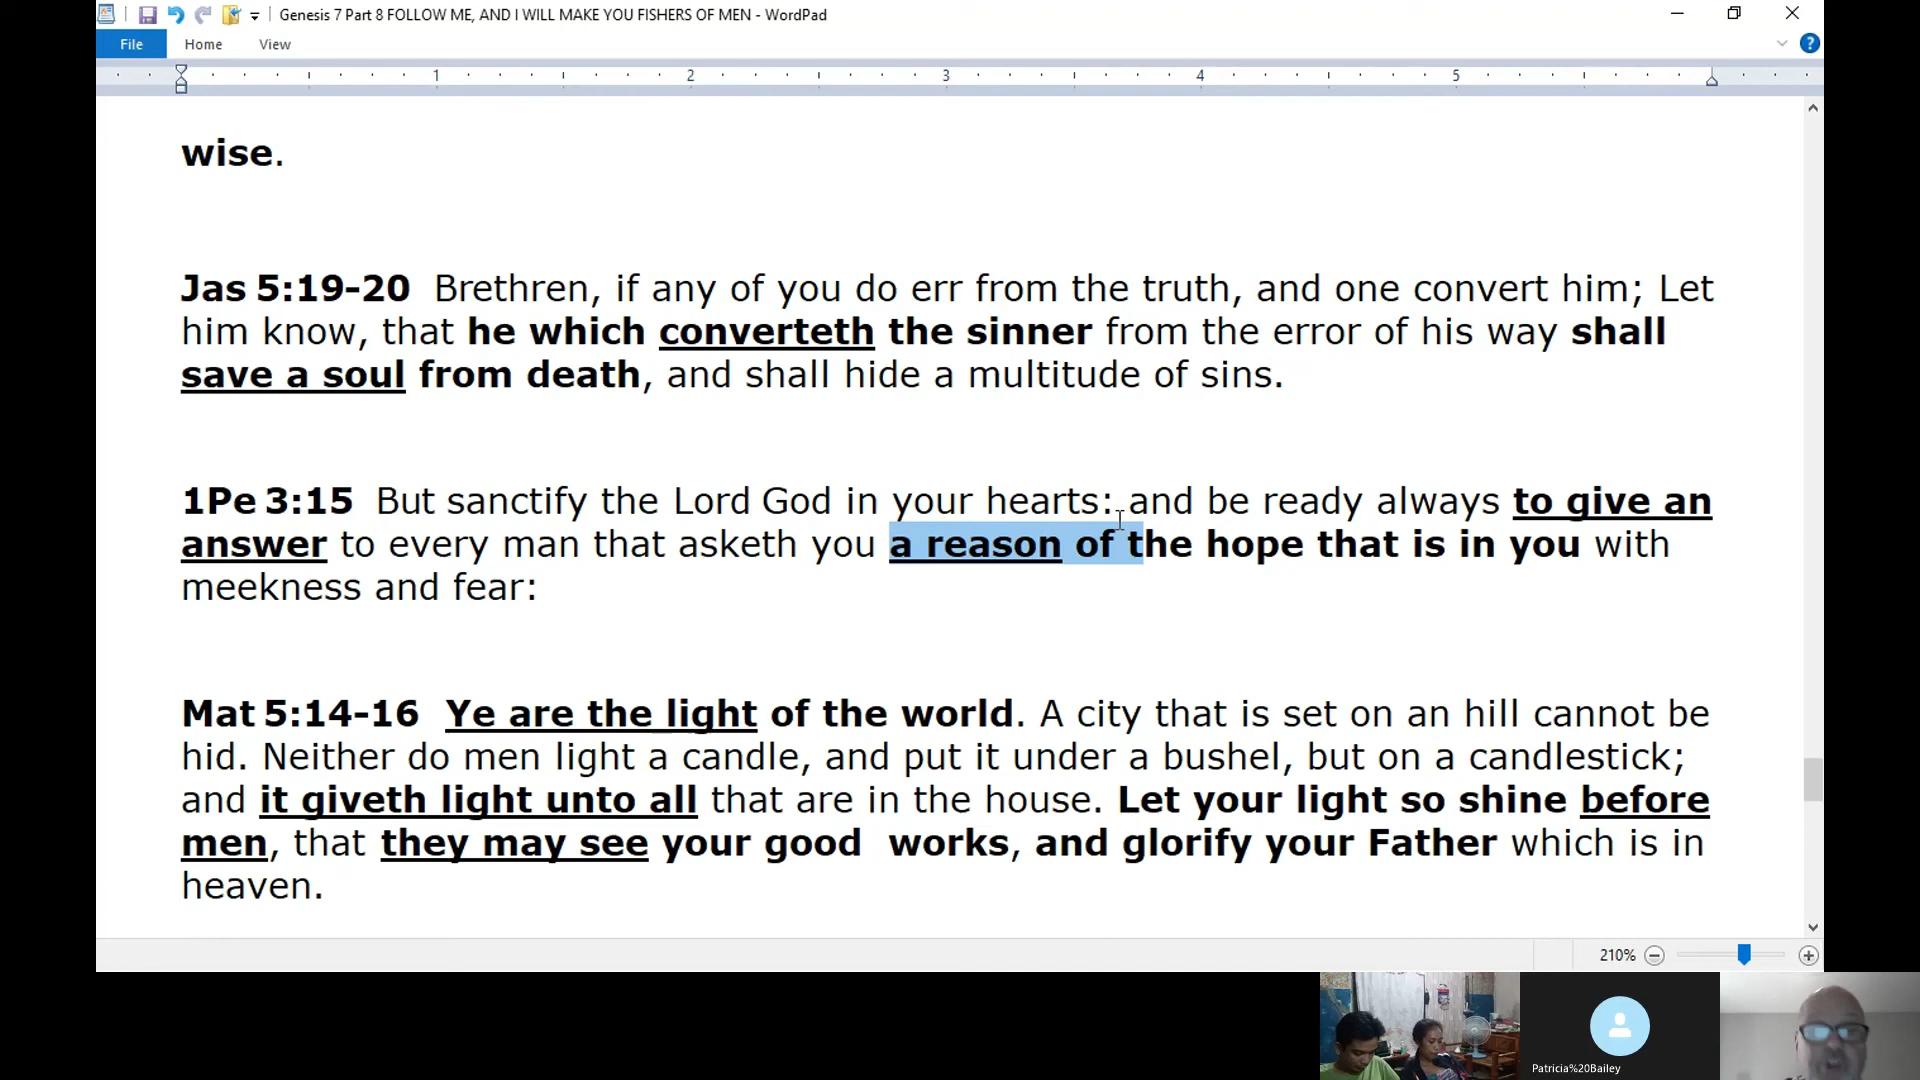 Genesis 7 Part 8 FOLLOW ME, AND I WILL MAKE YOU FISHERS OF MEN - WordPad
File Home View
1 2 3 4 5
wise.
Jas 5:19-20 Brethren, if any of you do err from the truth, and one convert him; Let
him know, that he which converteth the sinner from the error of his way shall
save a soul from death, and shall hide a multitude of sins.
1Pe 3:15 But sanctify the Lord God in your hearts: and be ready always to give an
answer to every man that asketh you a reason of the hope that is in you with
meekness and fear:
Mat 5:14-16 Ye are the light of the world. A city that is set on an hill cannot be
hid. Neither do men light a candle, and put it under a bushel, but on a candlestick;
and it giveth light unto all that are in the house. Let your light so shine before
men, that they may see your good works, and glorify your Father which is in
heaven.
210%
Patricia%20Bailey